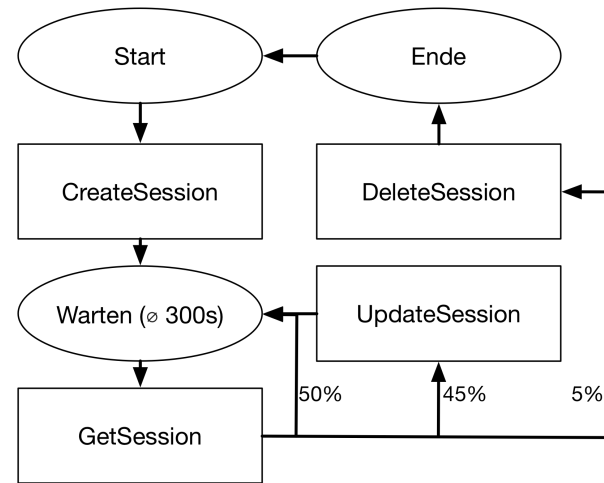 Start
Ende
CreateSession
DeleteSession
Warten (⌀ 300s)
UpdateSession
50%
45%
5%
GetSession